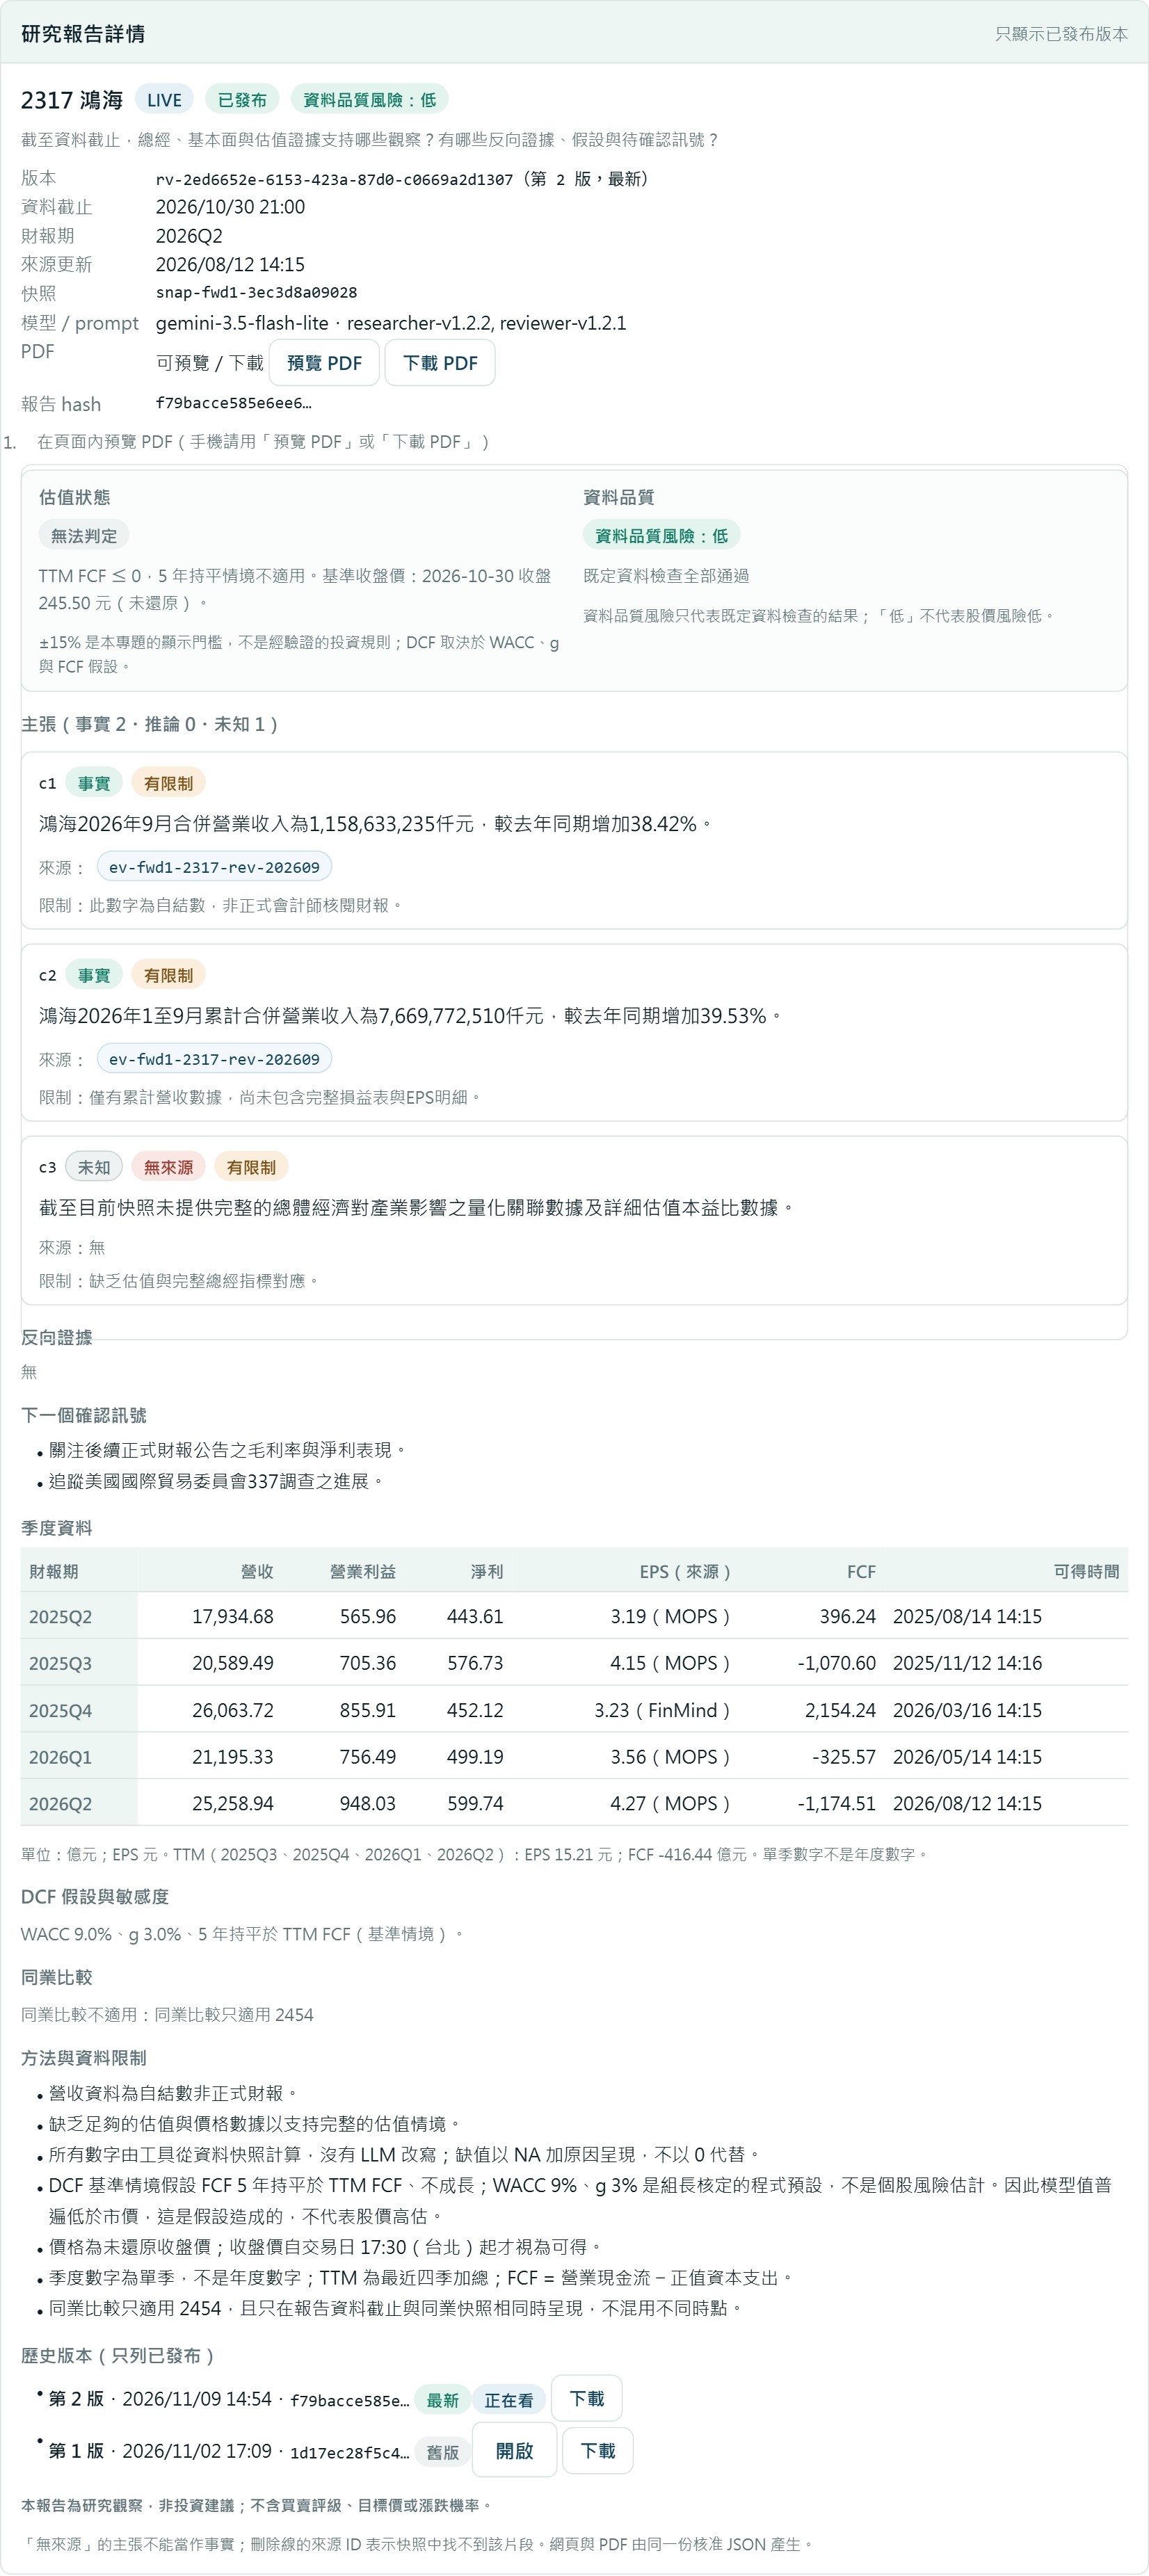 研究報告詳情
只顯示已發布版本
2317 鴻海 LIVE 已發布 資料品質風險：低
截至資料截止，總經、基本面與估值證據支持哪些觀察？有哪些反向證據、假設與待確認訊號？
版本 rv-2ed6652e-6153-423a-87d0-c0669a2d1307（第 2 版，最新）
資料截止 2026/10/30 21:00
財報期 2026Q2
來源更新 2026/08/12 14:15
快照 snap-fwd1-3ec3d8a09028
模型 / prompt gemini-3.5-flash-lite · researcher-v1.2.2, reviewer-v1.2.1
PDF 可預覽 / 下載 預覽 PDF 下載 PDF
報告 hash f79bacce585e6ee6…
1. 在頁面內預覽 PDF（手機請用「預覽 PDF」或「下載 PDF」）
估值狀態
無法判定
TTM FCF ≤ 0，5 年持平情境不適用。基準收盤價：2026-10-30 收盤
245.50 元（未還原）。
±15% 是本專題的顯示門檻，不是經驗證的投資規則；DCF 取決於 WACC、g
與 FCF 假設。
資料品質
資料品質風險：低
既定資料檢查全部通過
資料品質風險只代表既定資料檢查的結果；「低」不代表股價風險低。
主張（事實 2・推論 0・未知 1）
c1 事實 有限制
鴻海2026年9月合併營業收入為1,158,633,235仟元，較去年同期增加38.42%。
來源： ev-fwd1-2317-rev-202609
限制：此數字為自結數，非正式會計師核閱財報。
c2 事實 有限制
鴻海2026年1至9月累計合併營業收入為7,669,772,510仟元，較去年同期增加39.53%。
來源： ev-fwd1-2317-rev-202609
限制：僅有累計營收數據，尚未包含完整損益表與EPS明細。
c3 未知 無來源 有限制
截至目前快照未提供完整的總體經濟對產業影響之量化關聯數據及詳細估值本益比數據。
來源：無
限制：缺乏估值與完整總經指標對應。
反向證據
無
下一個確認訊號
• 關注後續正式財報公告之毛利率與淨利表現。
• 追蹤美國國際貿易委員會337調查之進展。
季度資料
財報期 營收 營業利益 淨利 EPS（來源） FCF 可得時間
2025Q2 17,934.68 565.96 443.61 3.19（MOPS） 396.24 2025/08/14 14:15
2025Q3 20,589.49 705.36 576.73 4.15（MOPS） -1,070.60 2025/11/12 14:16
2025Q4 26,063.72 855.91 452.12 3.23（FinMind） 2,154.24 2026/03/16 14:15
2026Q1 21,195.33 756.49 499.19 3.56（MOPS） -325.57 2026/05/14 14:15
2026Q2 25,258.94 948.03 599.74 4.27（MOPS） -1,174.51 2026/08/12 14:15
單位：億元；EPS 元。TTM（2025Q3、2025Q4、2026Q1、2026Q2）：EPS 15.21 元；FCF -416.44 億元。單季數字不是年度數字。
DCF 假設與敏感度
WACC 9.0%、g 3.0%、5 年持平於 TTM FCF（基準情境）。
同業比較
同業比較不適用：同業比較只適用 2454
方法與資料限制
• 營收資料為自結數非正式財報。
• 缺乏足夠的估值與價格數據以支持完整的估值情境。
• 所有數字由工具從資料快照計算，沒有 LLM 改寫；缺值以 NA 加原因呈現，不以 0 代替。
• DCF 基準情境假設 FCF 5 年持平於 TTM FCF、不成長；WACC 9%、g 3% 是組長核定的程式預設，不是個股風險估計。因此模型值普
遍低於市價，這是假設造成的，不代表股價高估。
• 價格為未還原收盤價；收盤價自交易日 17:30（台北）起才視為可得。
• 季度數字為單季，不是年度數字；TTM 為最近四季加總；FCF = 營業現金流 − 正值資本支出。
• 同業比較只適用 2454，且只在報告資料截止與同業快照相同時呈現，不混用不同時點。
歷史版本（只列已發布）
• 第 2 版 · 2026/11/09 14:54 · f79bacce585e… 最新 正在看 下載
• 第 1 版 · 2026/11/02 17:09 · 1d17ec28f5c4… 舊版 開啟 下載
本報告為研究觀察，非投資建議；不含買賣評級、目標價或漲跌機率。
「無來源」的主張不能當作事實；刪除線的來源 ID 表示快照中找不到該片段。網頁與 PDF 由同一份核准 JSON 產生。